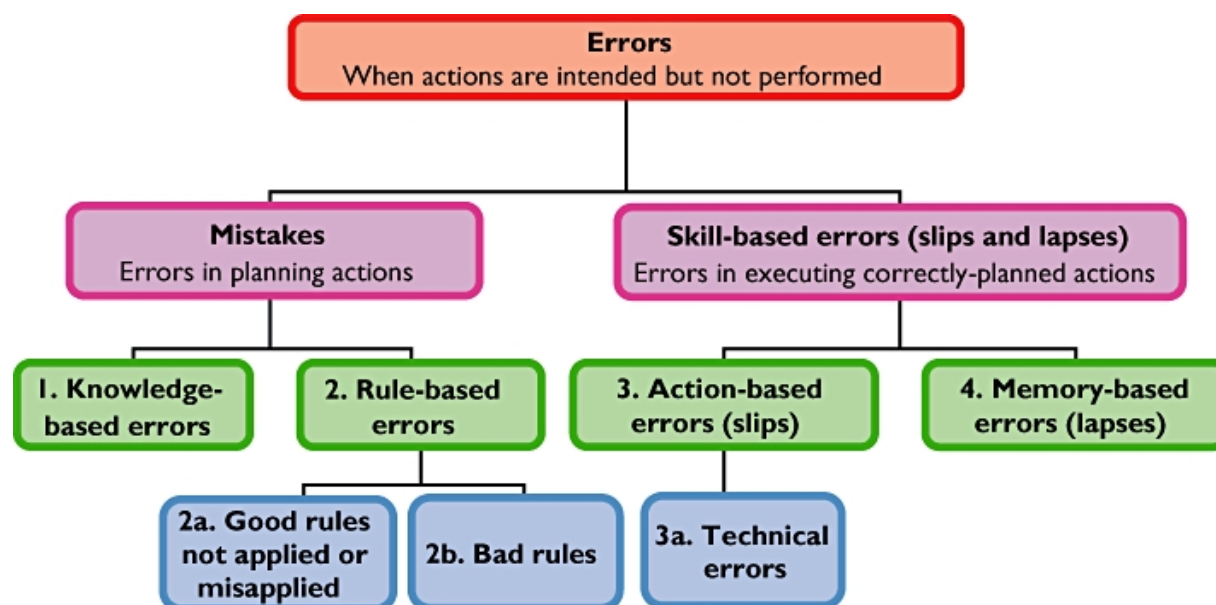 Errors
When actions are intended but not performed
Mistakes
Errors in planning actions
Skill-based errors (slips and lapses)
Errors in executing correctly-planned actions
1. Knowledge-
based errors
2. Rule-based
errors
3. Action-based
errors (slips)
4. Memory-based
errors (lapses)
2a. Good rules
not applied or
misapplied
2b. Bad rules
3a. Technical
errors